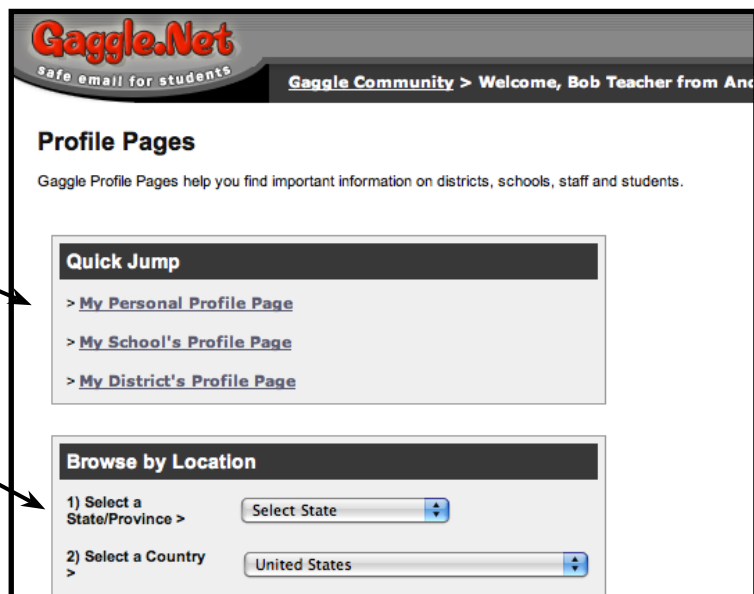 Gaggle.Net
safe email for students
Gaggle Community > Welcome, Bob Teacher from
Profile Pages
Gaggle Profile Pages help you find important information on districts, schools, staff and students.
Quick Jump
> My Personal Profile Page
> My School's Profile Page
> My District's Profile Page
Browse by Location
1) Select a
State/Province >
Select State
2) Select a Country
>
United States